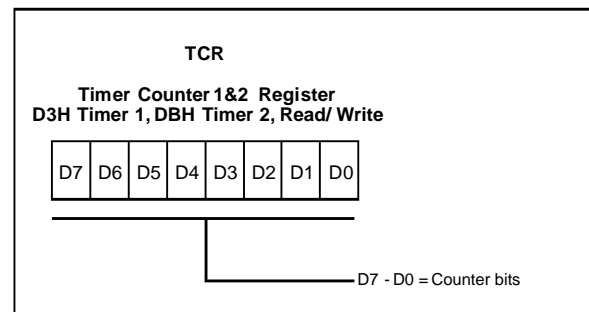 TCR
Timer Counter 1&2 Register
D3H Timer 1, DBH Timer 2, Read/ Write
D7 D6 D5 D4 D3 D2 D1 D0
D7 - D0 = Counter bits